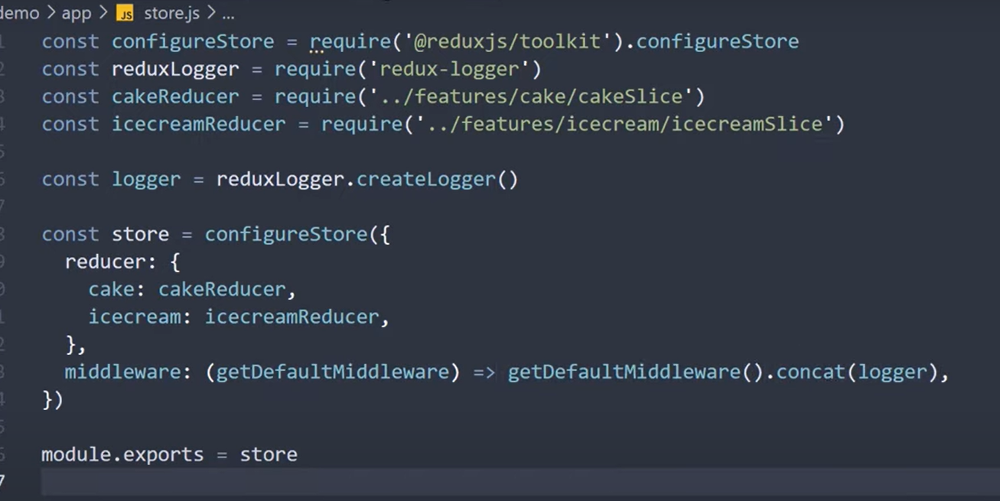 demo > app > JS store.js > ...
const configureStore = require('@reduxjs/toolkit').configureStore
const reduxLogger = require('redux-logger')
const cakeReducer = require('../features/cake/cakeSlice')
const icecreamReducer = require('../features/icecream/icecreamSlice')
const logger = reduxLogger.createLogger()
const store = configureStore({
  reducer: {
    cake: cakeReducer,
    icecream: icecreamReducer,
  },
  middleware: (getDefaultMiddleware) => getDefaultMiddleware().concat(logger),
})
module.exports = store